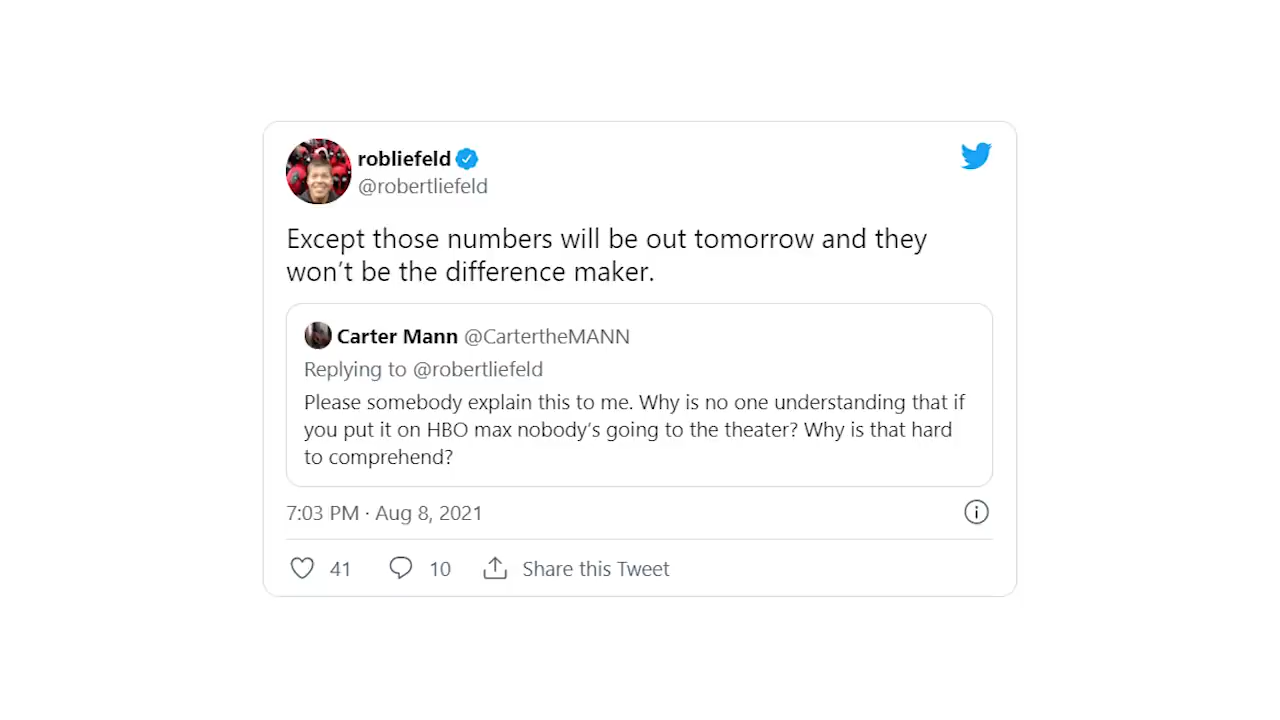 robliefeld
@robertliefeld
Except those numbers will be out tomorrow and they
won't be the difference maker.
Carter Mann @CartertheMANN
Replying to @robertliefeld
Please somebody explain this to me. Why is no one understanding that if
you put it on HBO max nobody's going to the theater? Why is that hard
to comprehend?
7:03 PM · Aug 8, 2021
41 10 Share this Tweet